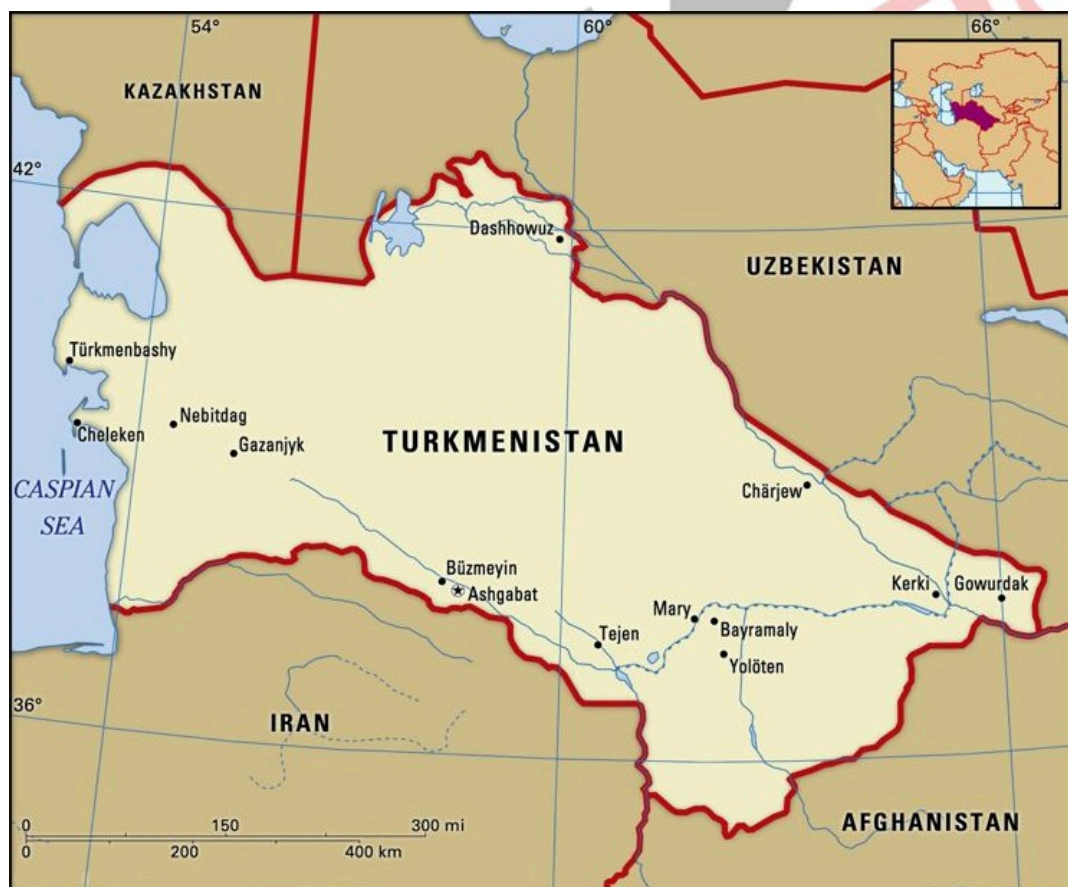 54°
60°
66°
KAZAKHSTAN
42°
Dashhowuz
UZBEKISTAN
Türkmenbashy
Nebitdag
Cheleken
Gazanjyk
TURKMENISTAN
CASPIAN
SEA
Chärjew
Büzmeyin
Ashgabat
Kerki
Gowurdak
Mary
Bayramaly
Tejen
Yolöten
36°
IRAN
AFGHANISTAN
0 150 300 mi
0 200 400 km